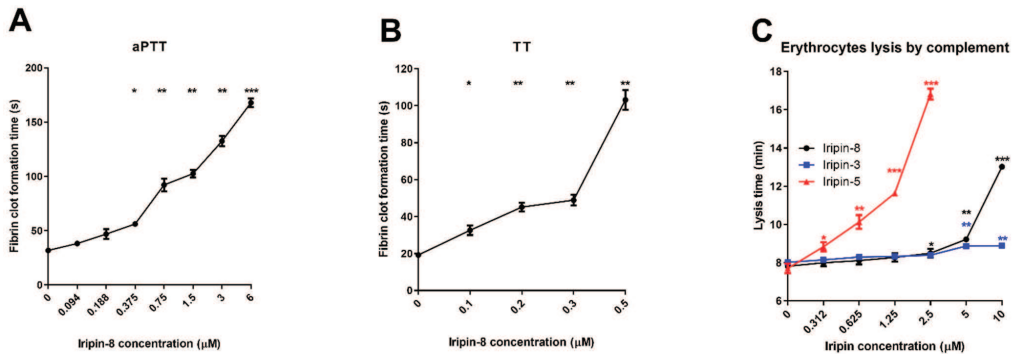 A
aPTT
Fibrin clot formation time (s)
200
150
100
50
0
* ** ** ** ***
0 0.094 0.188 0.375 0.75 1.5 3 6
Iripin-8 concentration (μM)
B
TT
Fibrin clot formation time (s)
120
100
80
60
40
20
0
* ** ** **
0 0.1 0.2 0.3 0.5
Iripin-8 concentration (μM)
C
Erythrocytes lysis by complement
Lysis time (min)
18
16
14
12
10
8
6
Iripin-8
Iripin-3
Iripin-5
* ** *** ***
* ** ***
** **
0 0.312 0.625 1.25 2.5 5 10
Iripin concentration (μM)